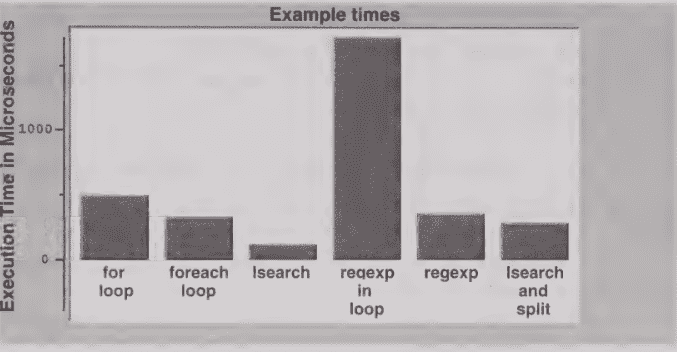 Example times
Execution Time in Microseconds
1000
0
for
loop
foreach
loop
lsearch
regexp
in
loop
regexp
lsearch
and
split